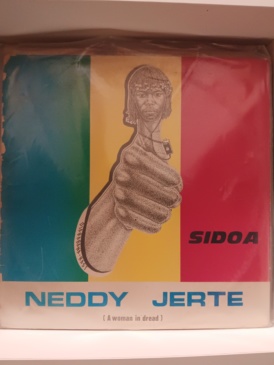 SIDOA
NEDDY JERTE
( A woman in dread )